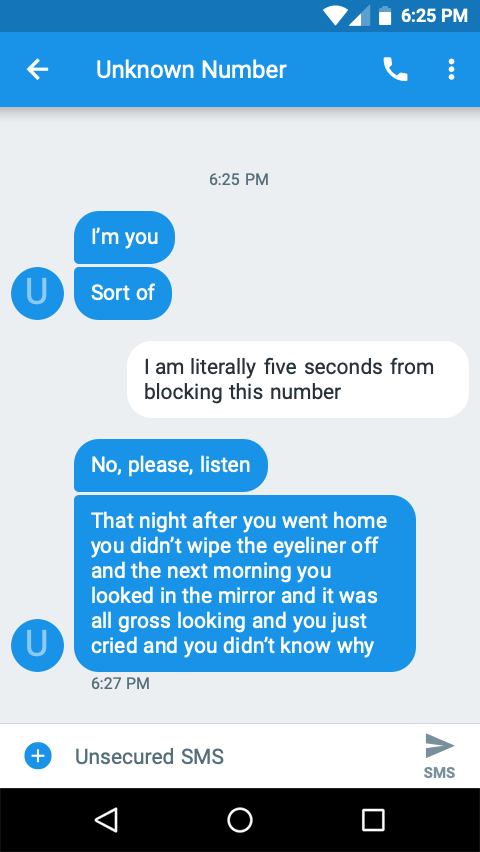 6:25 PM
Unknown Number
6:25 PM
I’m you
U
Sort of
I am literally five seconds from
blocking this number
No, please, listen
That night after you went home
you didn’t wipe the eyeliner off
and the next morning you
looked in the mirror and it was
all gross looking and you just
cried and you didn’t know why
U
6:27 PM
Unsecured SMS
SMS